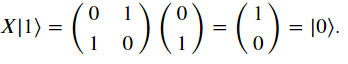 X|1⟩ = ( 0 1 ; 1 0 ) ( 0 ; 1 ) = ( 1 ; 0 ) = |0⟩.